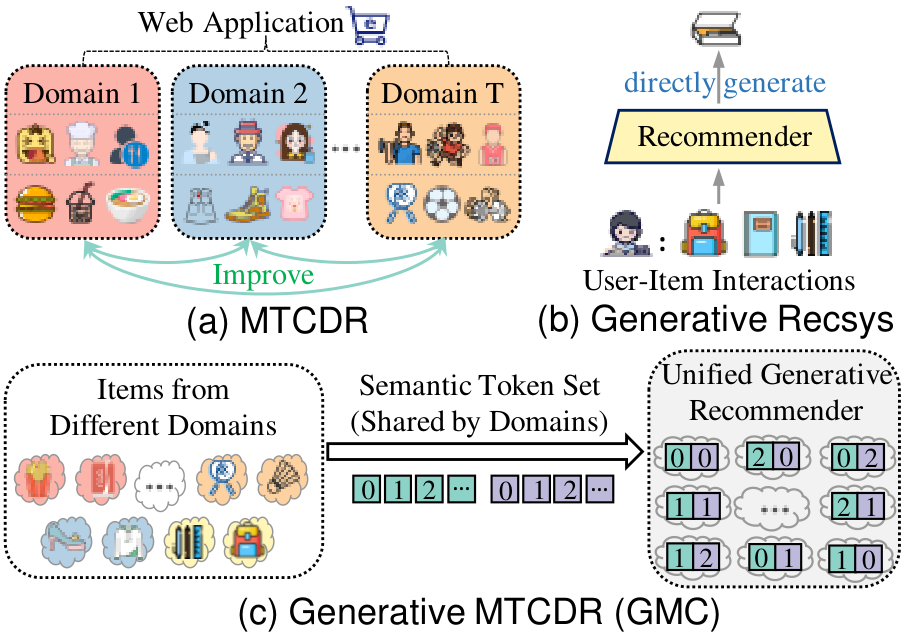 Web Application
Domain 1
Domain 2
Domain T
...
Improve
(a) MTCDR
directly generate
Recommender
:
User-Item Interactions
(b) Generative Recsys
Items from
Different Domains
...
Semantic Token Set
(Shared by Domains)
0 1 2 ... 0 1 2 ...
Unified Generative
Recommender
0 0 2 0 0 2
1 1 ... 2 1
1 2 0 1 1 0
(c) Generative MTCDR (GMC)